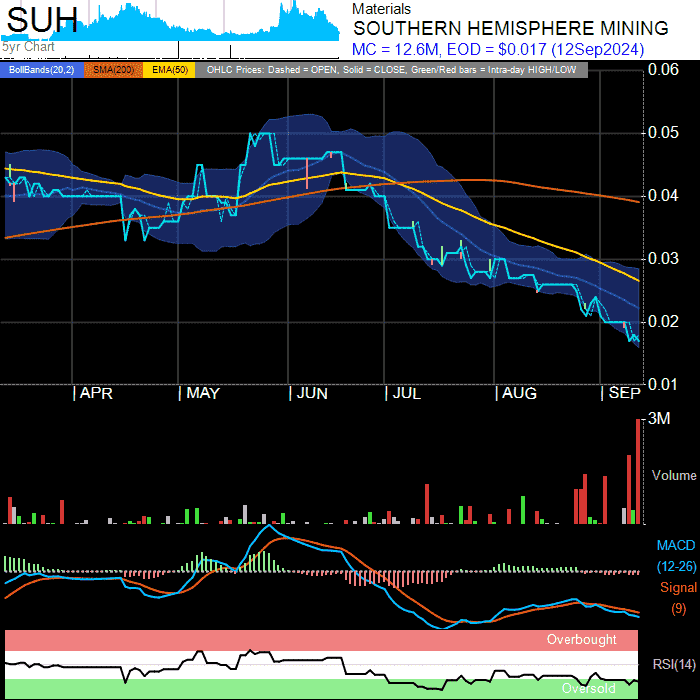 SUH
5yr Chart
Materials
SOUTHERN HEMISPHERE MINING
MC = 12.6M, EOD = $0.017 (12Sep2024)
BollBands(20,2) SMA(200) EMA(50) OHLC Prices: Dashed = OPEN, Solid = CLOSE, Green/Red bars = Intra-day HIGH/LOW
0.06
0.05
0.04
0.03
0.02
0.01
| APR | MAY | JUN | JUL | AUG | SEP
3M
Volume
MACD
(12-26)
Signal
(9)
Overbought
RSI(14)
Oversold